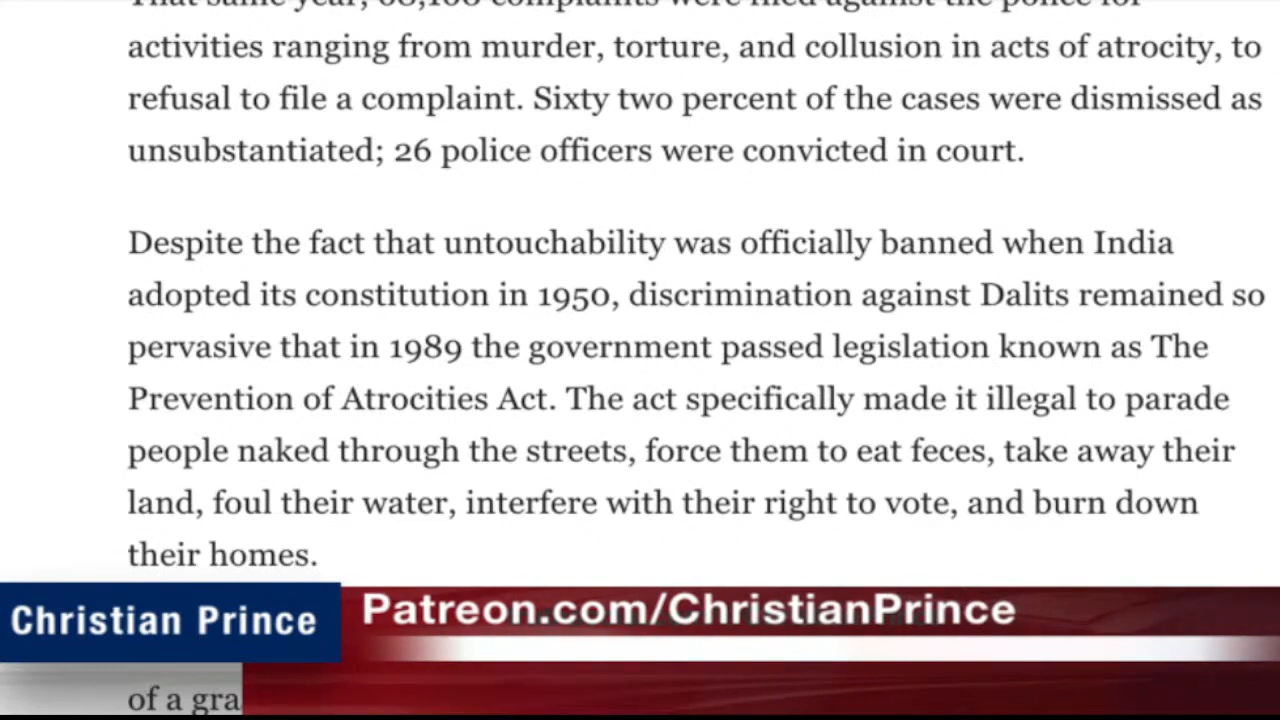 activities ranging from murder, torture, and collusion in acts of atrocity, to
refusal to file a complaint. Sixty two percent of the cases were dismissed as
unsubstantiated; 26 police officers were convicted in court.
Despite the fact that untouchability was officially banned when India
adopted its constitution in 1950, discrimination against Dalits remained so
pervasive that in 1989 the government passed legislation known as The
Prevention of Atrocities Act. The act specifically made it illegal to parade
people naked through the streets, force them to eat feces, take away their
land, foul their water, interfere with their right to vote, and burn down
their homes.
Christian Prince
Patreon.com/ChristianPrince
of a gra